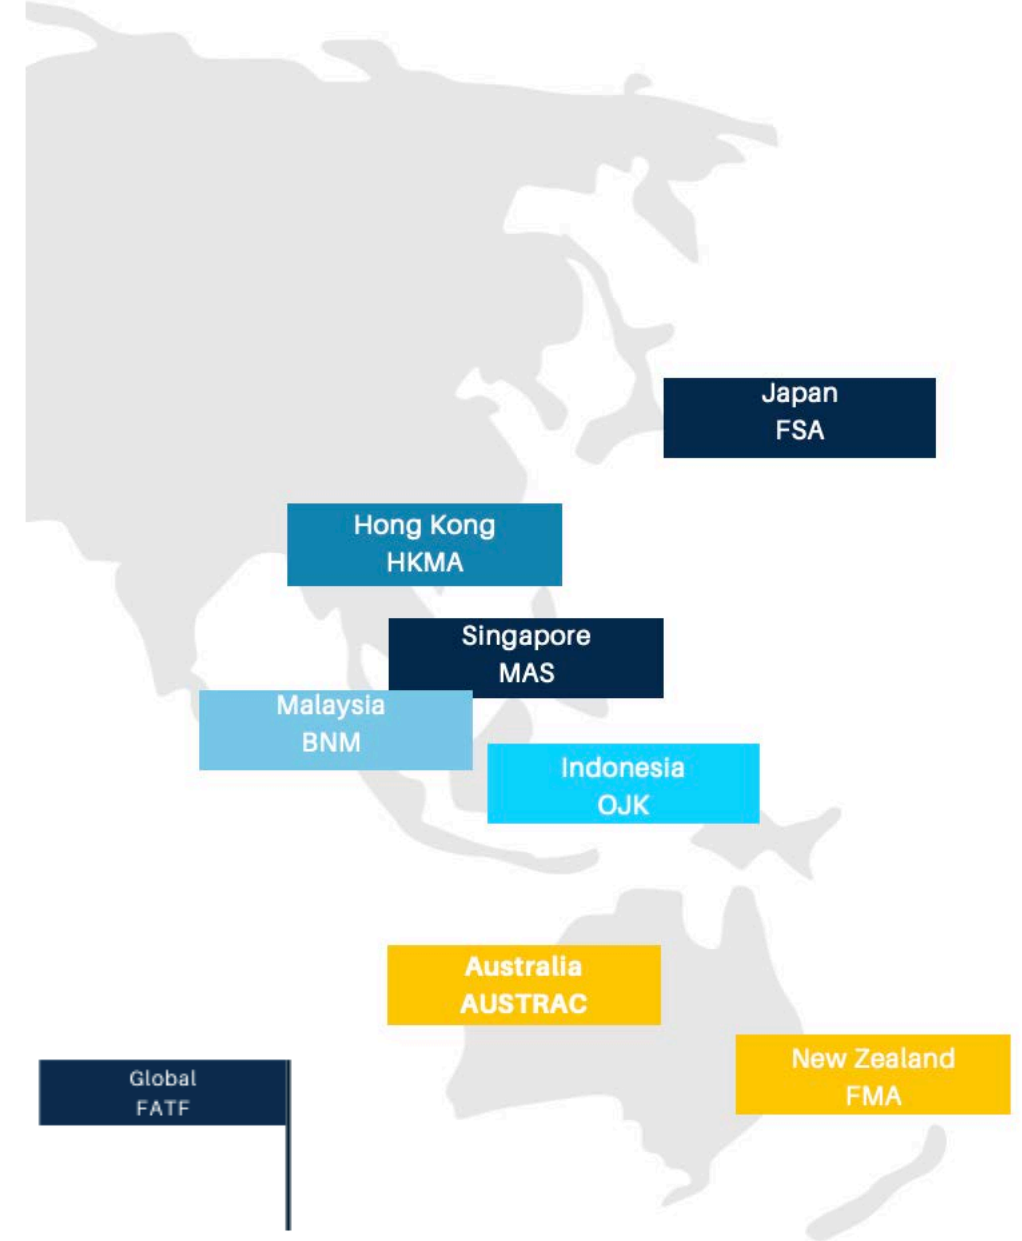 Japan
FSA
Hong Kong
HKMA
Singapore
MAS
Malaysia
BNM
Indonesia
OJK
Australia
AUSTRAC
New Zealand
FMA
Global
FATF